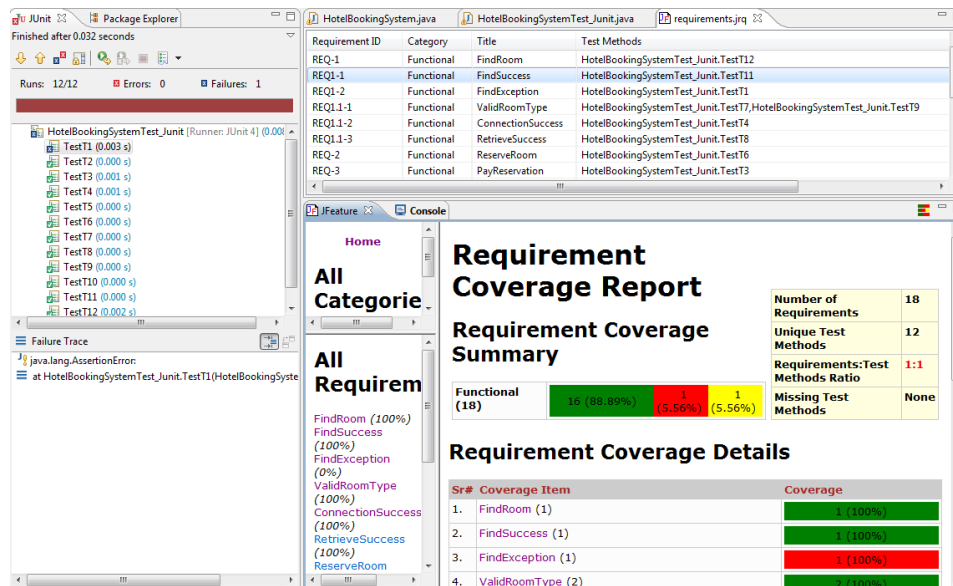 JUnit Package Explorer
Finished after 0.032 seconds
Runs: 12/12 Errors: 0 Failures: 1
HotelBookingSystemTest_Junit [Runner: JUnit 4] (0.008
TestT1 (0.003 s)
TestT2 (0.000 s)
TestT3 (0.001 s)
TestT4 (0.001 s)
TestT5 (0.000 s)
TestT6 (0.000 s)
TestT7 (0.000 s)
TestT8 (0.000 s)
TestT9 (0.000 s)
TestT10 (0.000 s)
TestT11 (0.000 s)
TestT12 (0.002 s)
Failure Trace
java.lang.AssertionError:
at HotelBookingSystemTest_Junit.TestT1(HotelBookingSyste
HotelBookingSystem.java HotelBookingSystemTest_Junit.java requirements.jrq
Requirement ID Category Title Test Methods
REQ-1 Functional FindRoom HotelBookingSystemTest_Junit.TestT12
REQ1-1 Functional FindSuccess HotelBookingSystemTest_Junit.TestT11
REQ1-2 Functional FindException HotelBookingSystemTest_Junit.TestT1
REQ1.1-1 Functional ValidRoomType HotelBookingSystemTest_Junit.TestT7,HotelBookingSystemTest_Junit.TestT9
REQ1.1-2 Functional ConnectionSuccess HotelBookingSystemTest_Junit.TestT4
REQ1.1-3 Functional RetrieveSuccess HotelBookingSystemTest_Junit.TestT8
REQ-2 Functional ReserveRoom HotelBookingSystemTest_Junit.TestT6
REQ-3 Functional PayReservation HotelBookingSystemTest_Junit.TestT3
JFeature Console
Home
All
Categorie
All
Requirem
FindRoom (100%)
FindSuccess
(100%)
FindException
(0%)
ValidRoomType
(100%)
ConnectionSuccess
(100%)
RetrieveSuccess
(100%)
ReserveRoom
Requirement
Coverage Report
Number of
Requirements 18
Unique Test
Methods 12
Requirements:Test
Methods Ratio 1:1
Missing Test
Methods None
Requirement Coverage
Summary
Functional
(18) 16 (88.89%) 1
(5.56%) 1
(5.56%)
Requirement Coverage Details
Sr# Coverage Item Coverage
1. FindRoom (1) 1 (100%)
2. FindSuccess (1) 1 (100%)
3. FindException (1) 1 (100%)
4. ValidRoomType (2) 2 (100%)